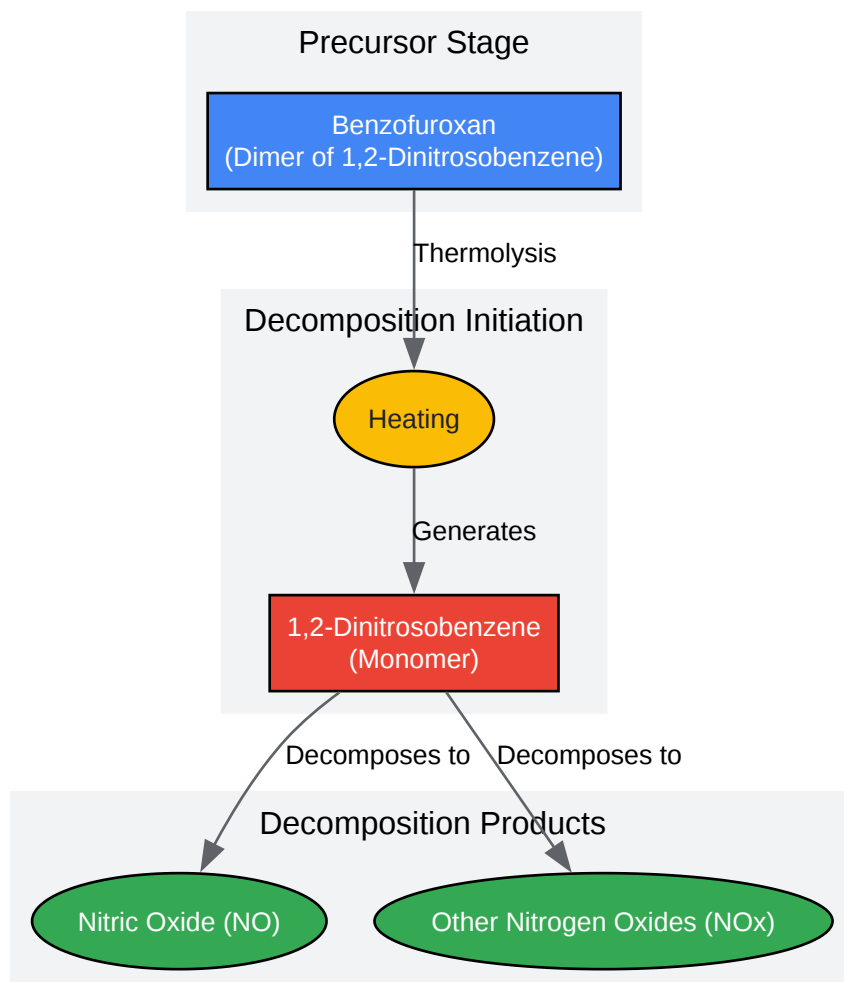 Precursor Stage
Benzofuroxan
(Dimer of 1,2-Dinitrosobenzene)
Thermolysis
Decomposition Initiation
Heating
Generates
1,2-Dinitrosobenzene
(Monomer)
Decomposes to
Decomposes to
Decomposition Products
Nitric Oxide (NO)
Other Nitrogen Oxides (NOx)